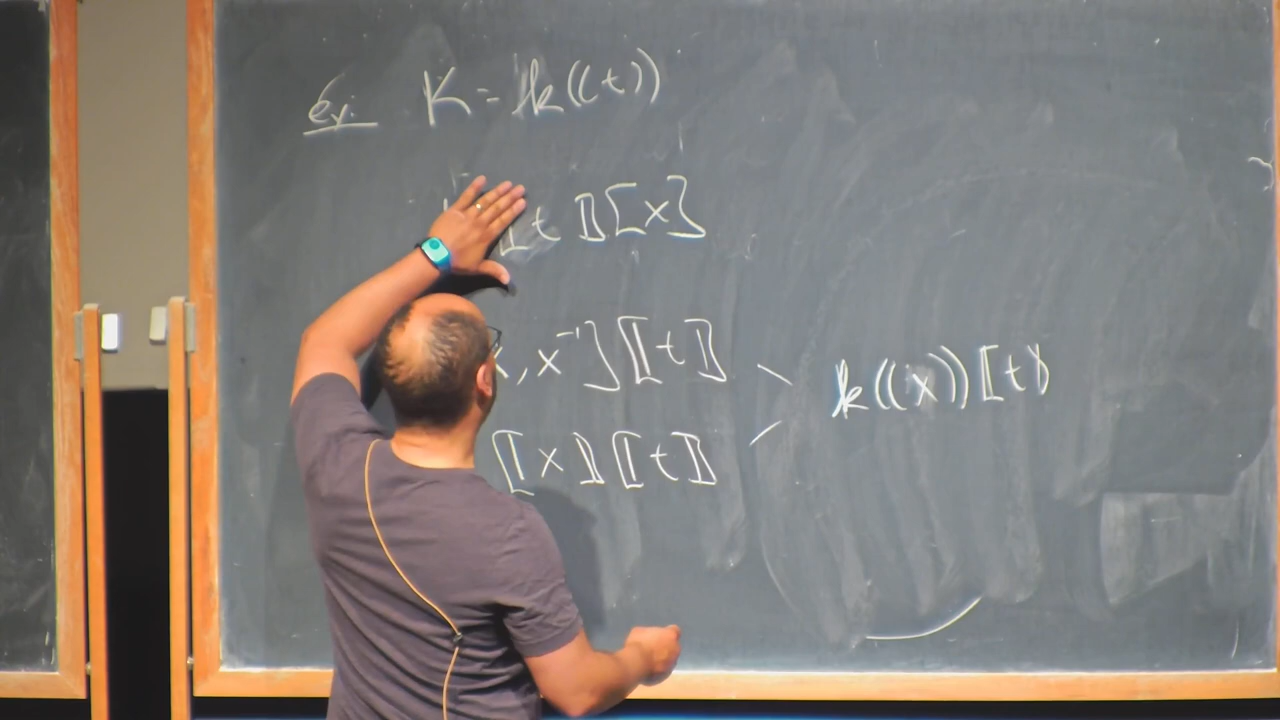 ex: K = 𝕜((t))
⟦t⟧[x]
x, x⁻¹]⟦t⟧
𝕜((x))⟦t⟧
⟦x⟧⟦t⟧